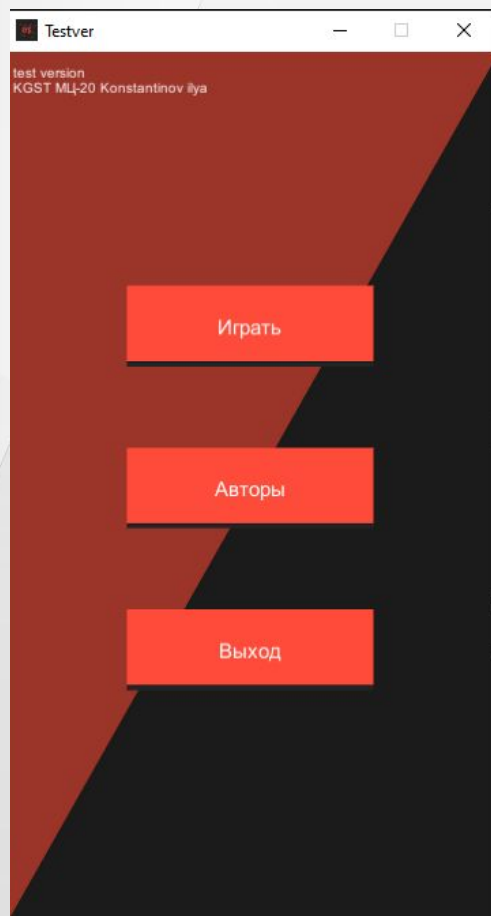 Testver
test version
KGST МЦ-20 Konstantinov ilya
Играть
Авторы
Выход